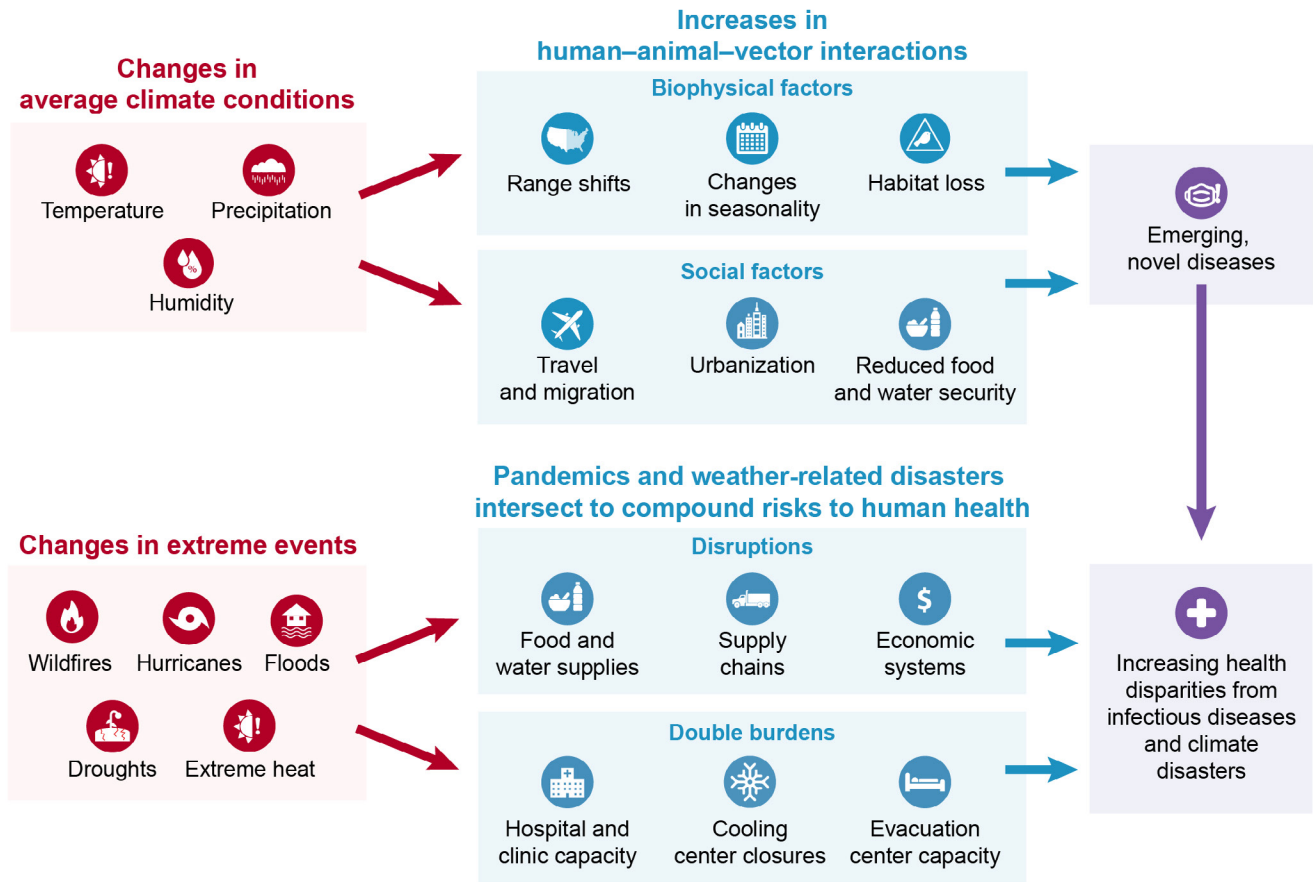 Changes in
average climate conditions
Temperature
Precipitation
%
Humidity
Increases in
human–animal–vector interactions
Biophysical factors
Range shifts
Changes
in seasonality
Habitat loss
Social factors
Travel
and migration
Urbanization
Reduced food
and water security
Emerging,
novel diseases
Changes in extreme events
Wildfires
Hurricanes
Floods
Droughts
Extreme heat
Pandemics and weather-related disasters
intersect to compound risks to human health
Disruptions
Food and
water supplies
Supply
chains
$
Economic
systems
Double burdens
Hospital and
clinic capacity
Cooling
center closures
Evacuation
center capacity
Increasing health
disparities from
infectious diseases
and climate
disasters